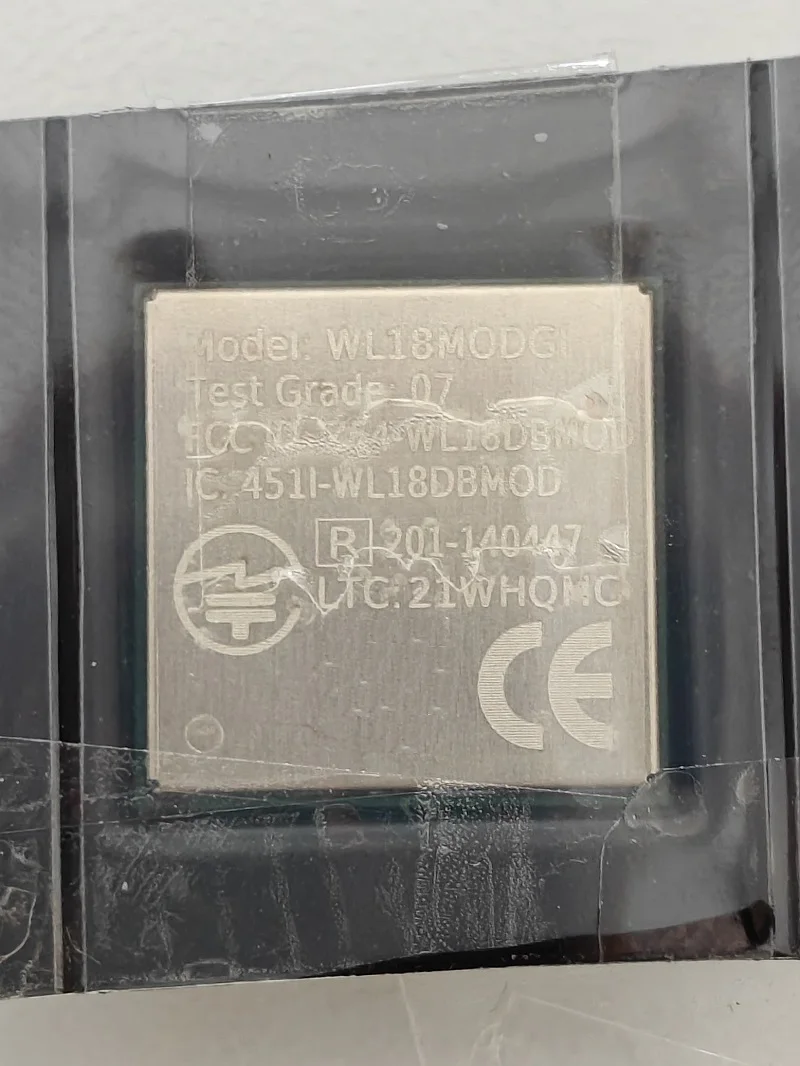 Model: WL18MODGI
Test Grade: 07
FCC WL18DBMOD
IC: 451I-WL18DBMOD
R 201-140447
LTC: 21WHQMC
CE